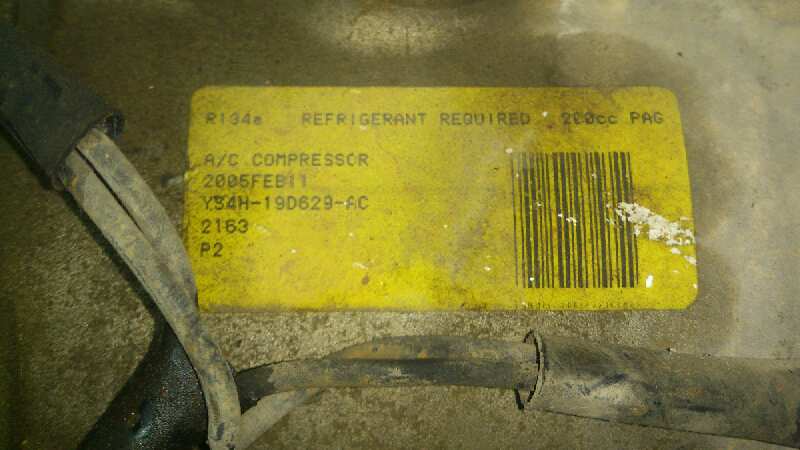 R134a REFRIGERANT REQUIRED 200cc PAG
A/C COMPRESSOR
2005FEB11
YS4H-19D629-AC
2163
P2